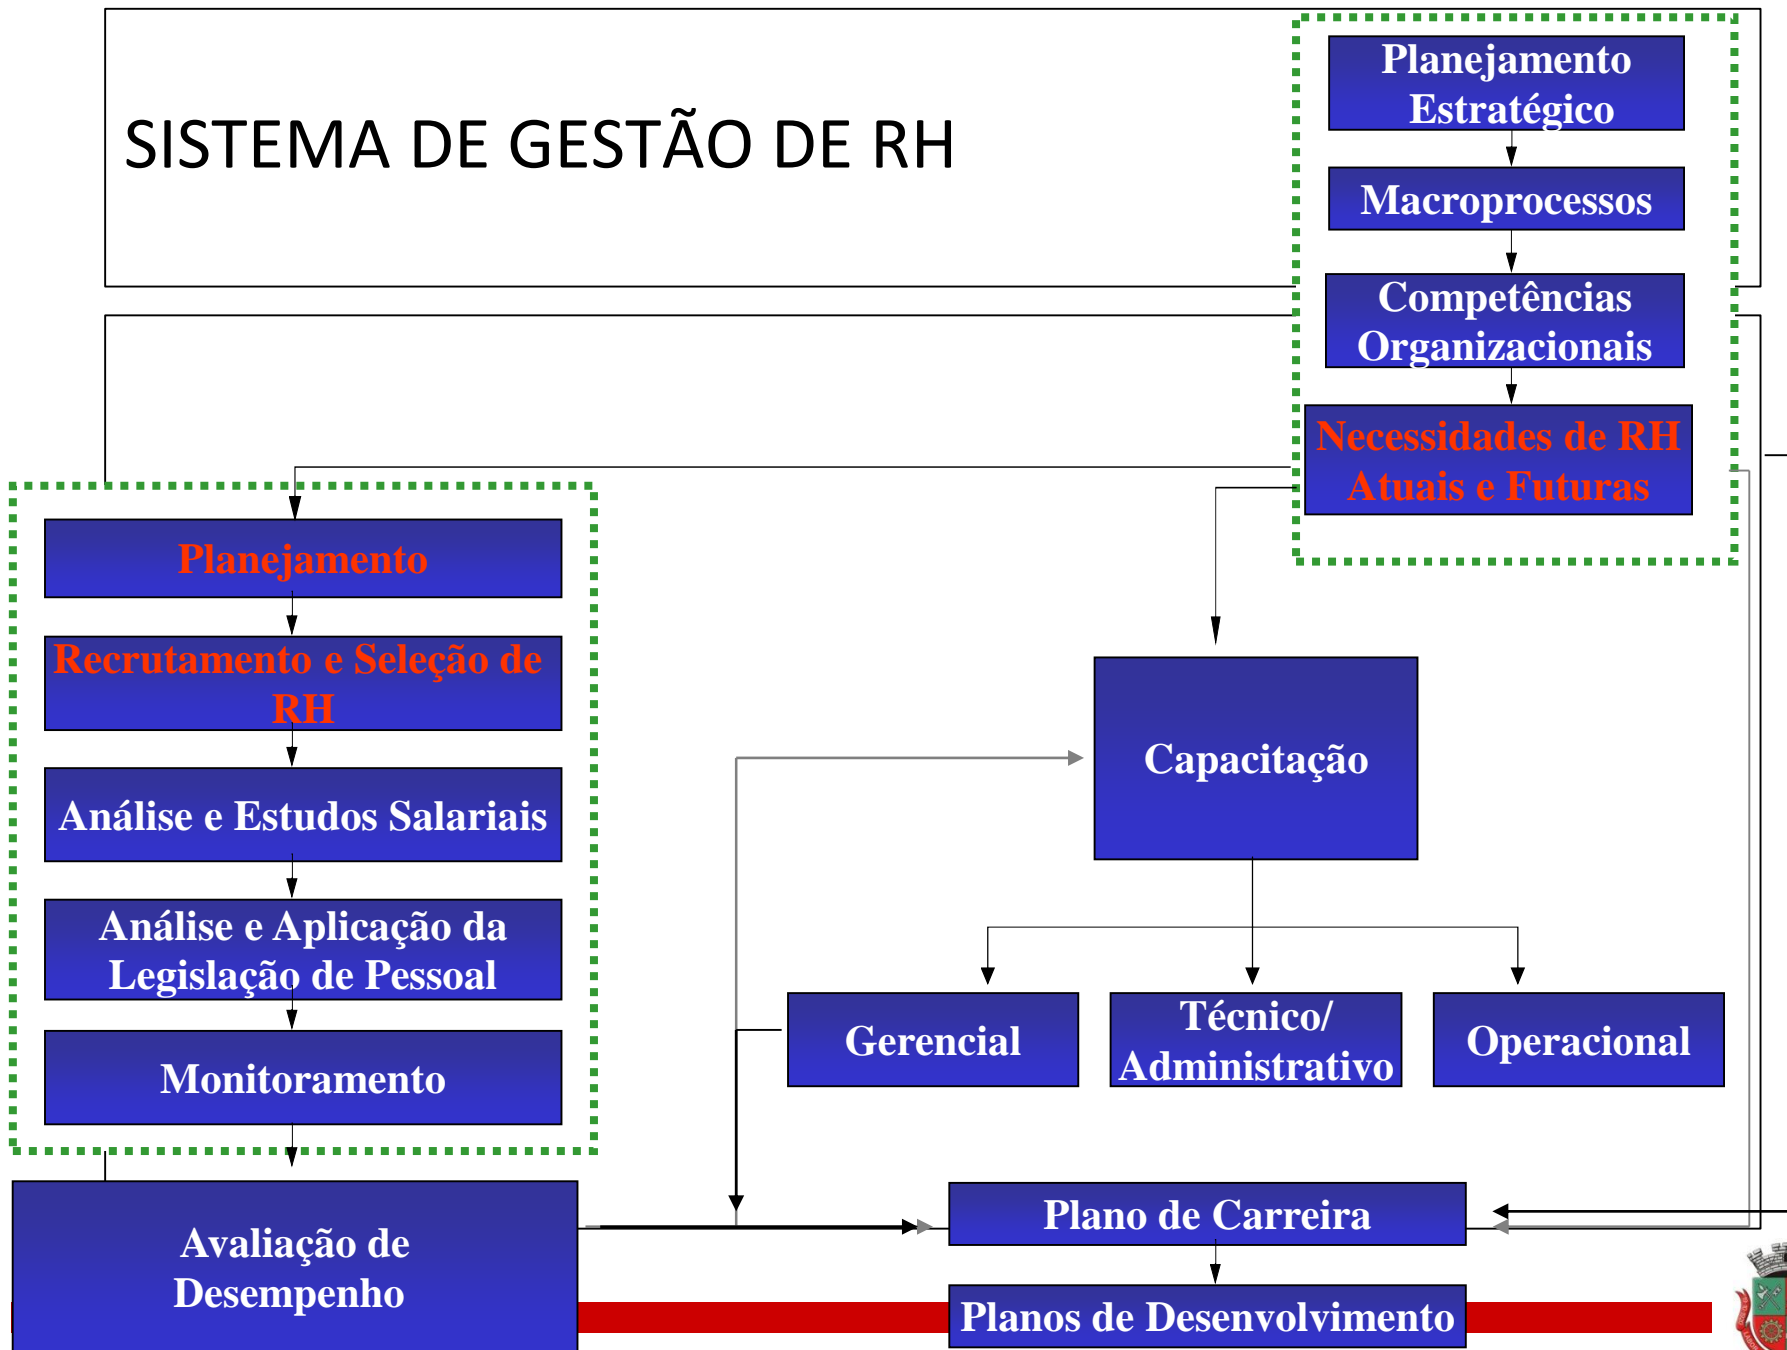 SISTEMA DE GESTÃO DE RH
Planejamento
Estratégico
Macroprocessos
Competências
Organizacionais
Necessidades de RH
Atuais e Futuras
Planejamento
Recrutamento e Seleção de
RH
Análise e Estudos Salariais
Análise e Aplicação da
Legislação de Pessoal
Monitoramento
Avaliação de
Desempenho
Capacitação
Gerencial
Técnico/
Administrativo
Operacional
Plano de Carreira
Planos de Desenvolvimento